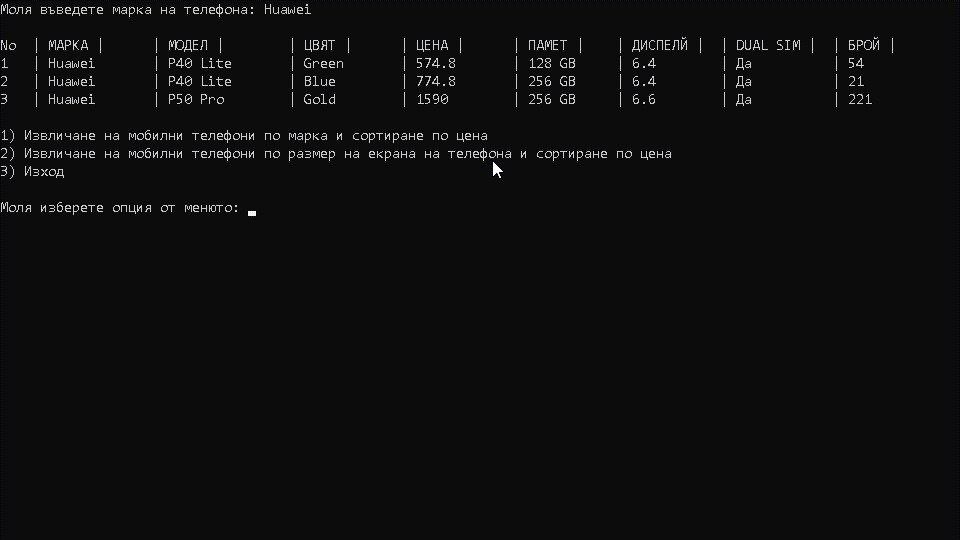 Моля въведете марка на телефона: Huawei
No | МАРКА | | МОДЕЛ | | ЦВЯТ | | ЦЕНА | | ПАМЕТ | | ДИСПЕЛЙ | | DUAL SIM | | БРОЙ |
1 | Huawei | P40 Lite | Green | 574.8 | 128 GB | 6.4 | Да | 54
2 | Huawei | P40 Lite | Blue | 774.8 | 256 GB | 6.4 | Да | 21
3 | Huawei | P50 Pro | Gold | 1590 | 256 GB | 6.6 | Да | 221
1) Извличане на мобилни телефони по марка и сортиране по цена
2) Извличане на мобилни телефони по размер на екрана на телефона и сортиране по цена
3) Изход
Моля изберете опция от менюто: